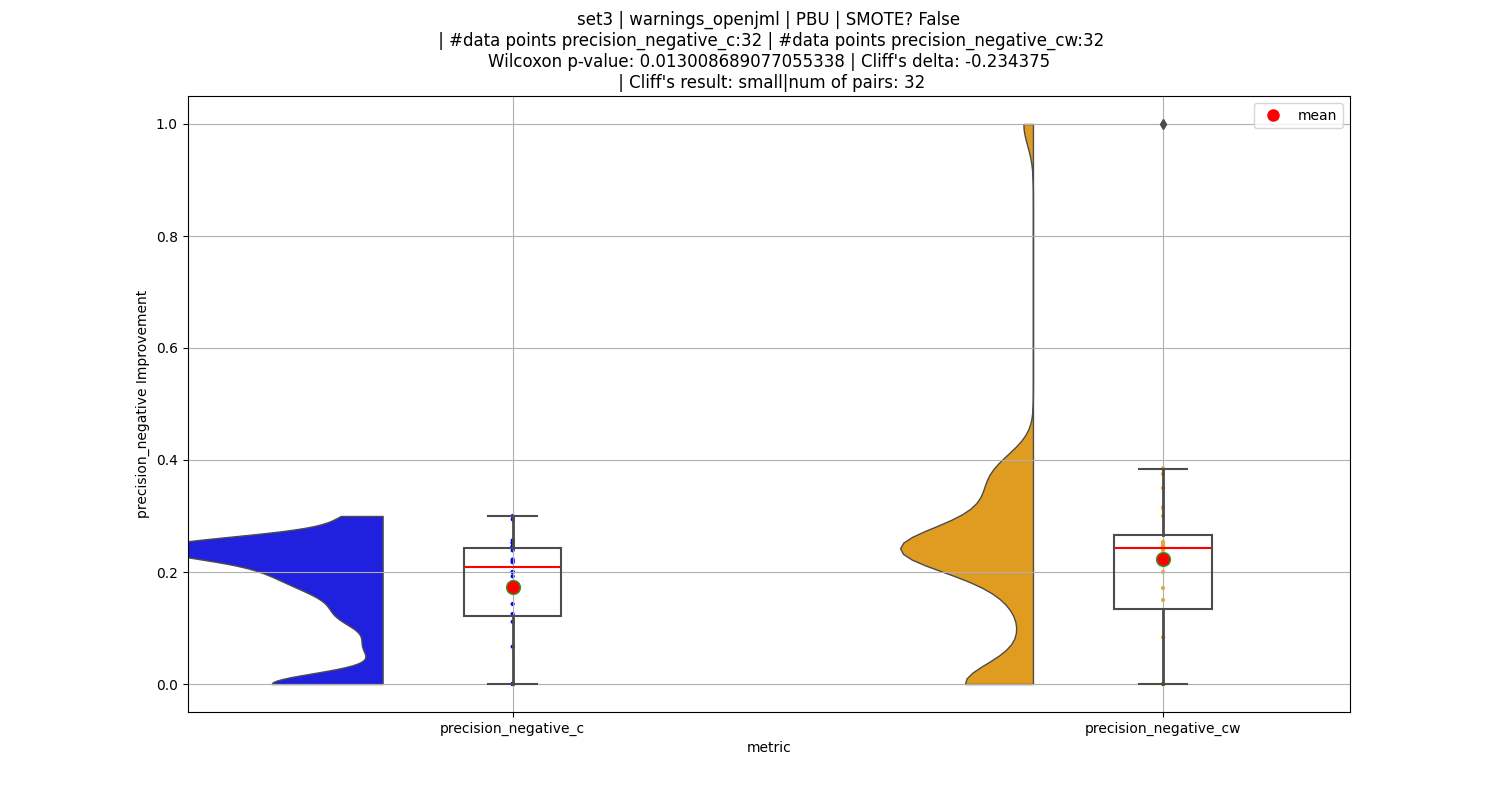 set3 | warnings_openjml | PBU | SMOTE? False
| #data points precision_negative_c:32 | #data points precision_negative_cw:32
Wilcoxon p-value: 0.013008689077055338 | Cliff's delta: -0.234375
| Cliff's result: small|num of pairs: 32
mean
1.0
0.8
0.6
0.4
0.2
0.0
precision_negative Improvement
precision_negative_c
precision_negative_cw
metric